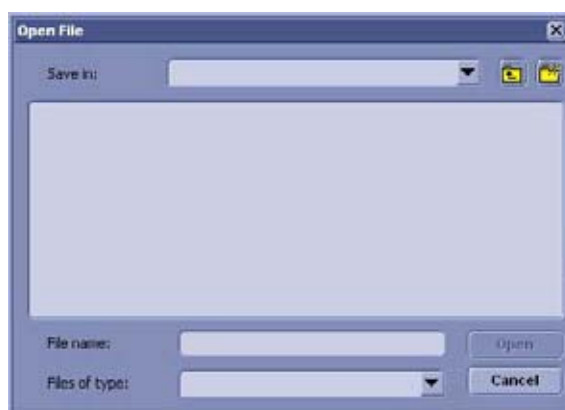 Open File
Save in:
File name:
Open
Files of type:
Cancel